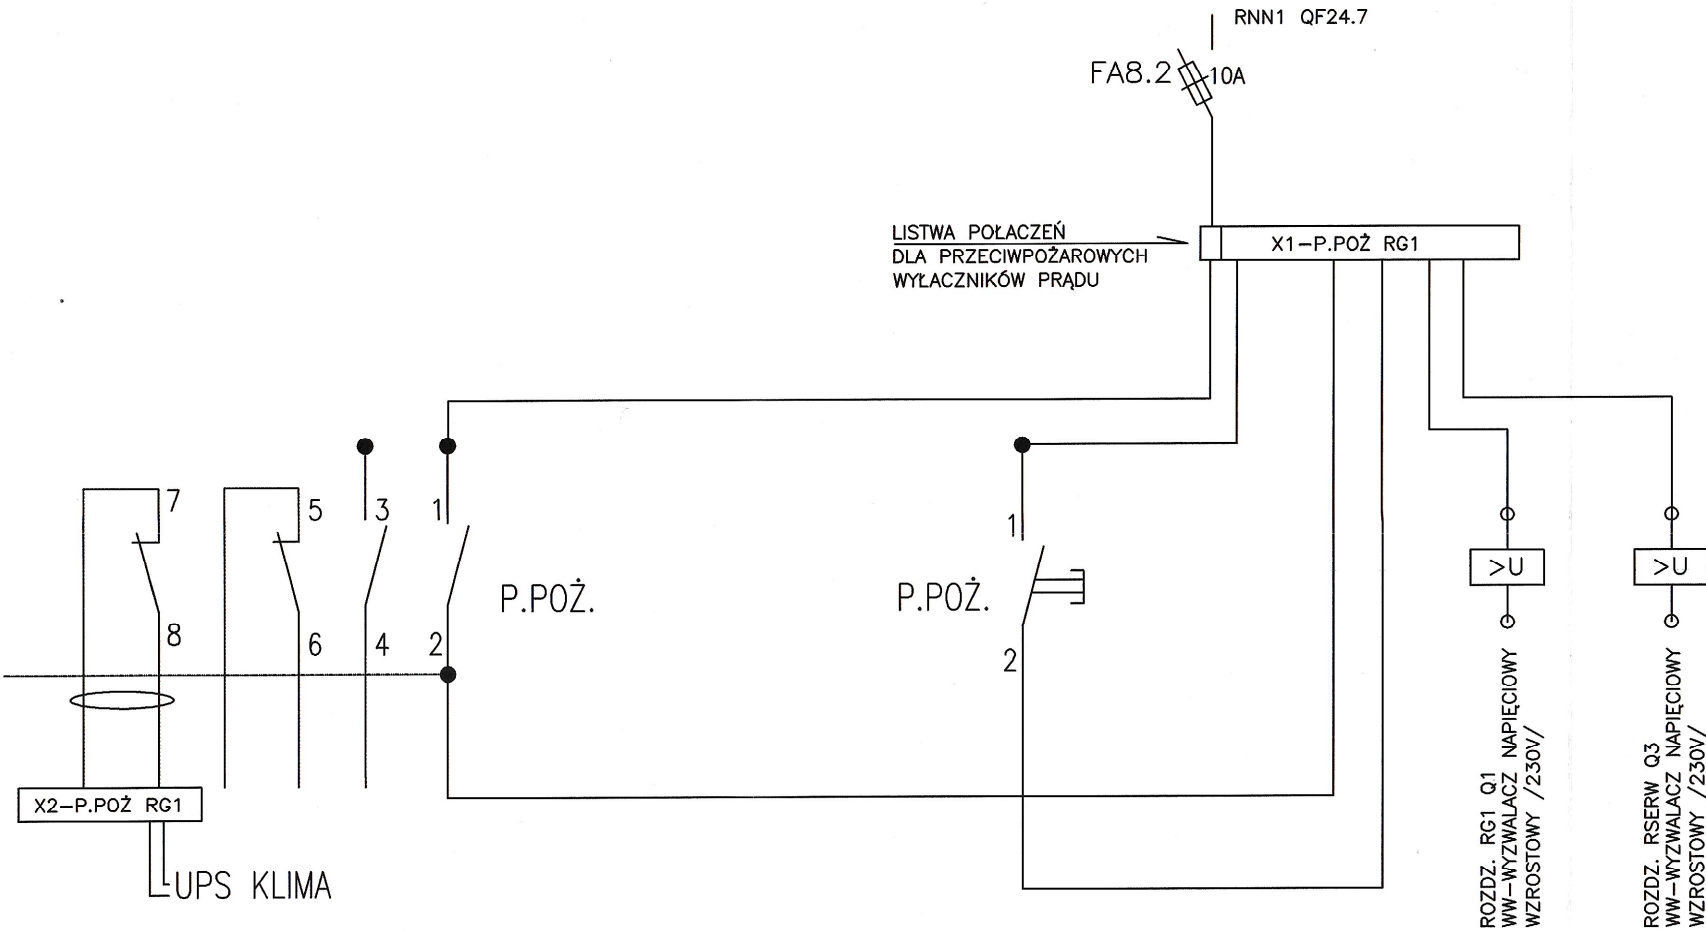 RNN1 QF24.7
FA8.2
10A
LISTWA POŁACZEŃ
DLA PRZECIWPOŻAROWYCH
WYŁACZNIKÓW PRĄDU
X1-P.POŻ RG1
7
5
3
1
1
P.POŻ.
P.POŻ.
>U
>U
8
6
4
2
2
X2-P.POŻ RG1
UPS KLIMA
ROZDZ. RG1 Q1
WW-WYZWALACZ NAPIĘCIOWY
WZROSTOWY /230V/
ROZDZ. RSERW Q3
WW-WYZWALACZ NAPIĘCIOWY
WZROSTOWY /230V/